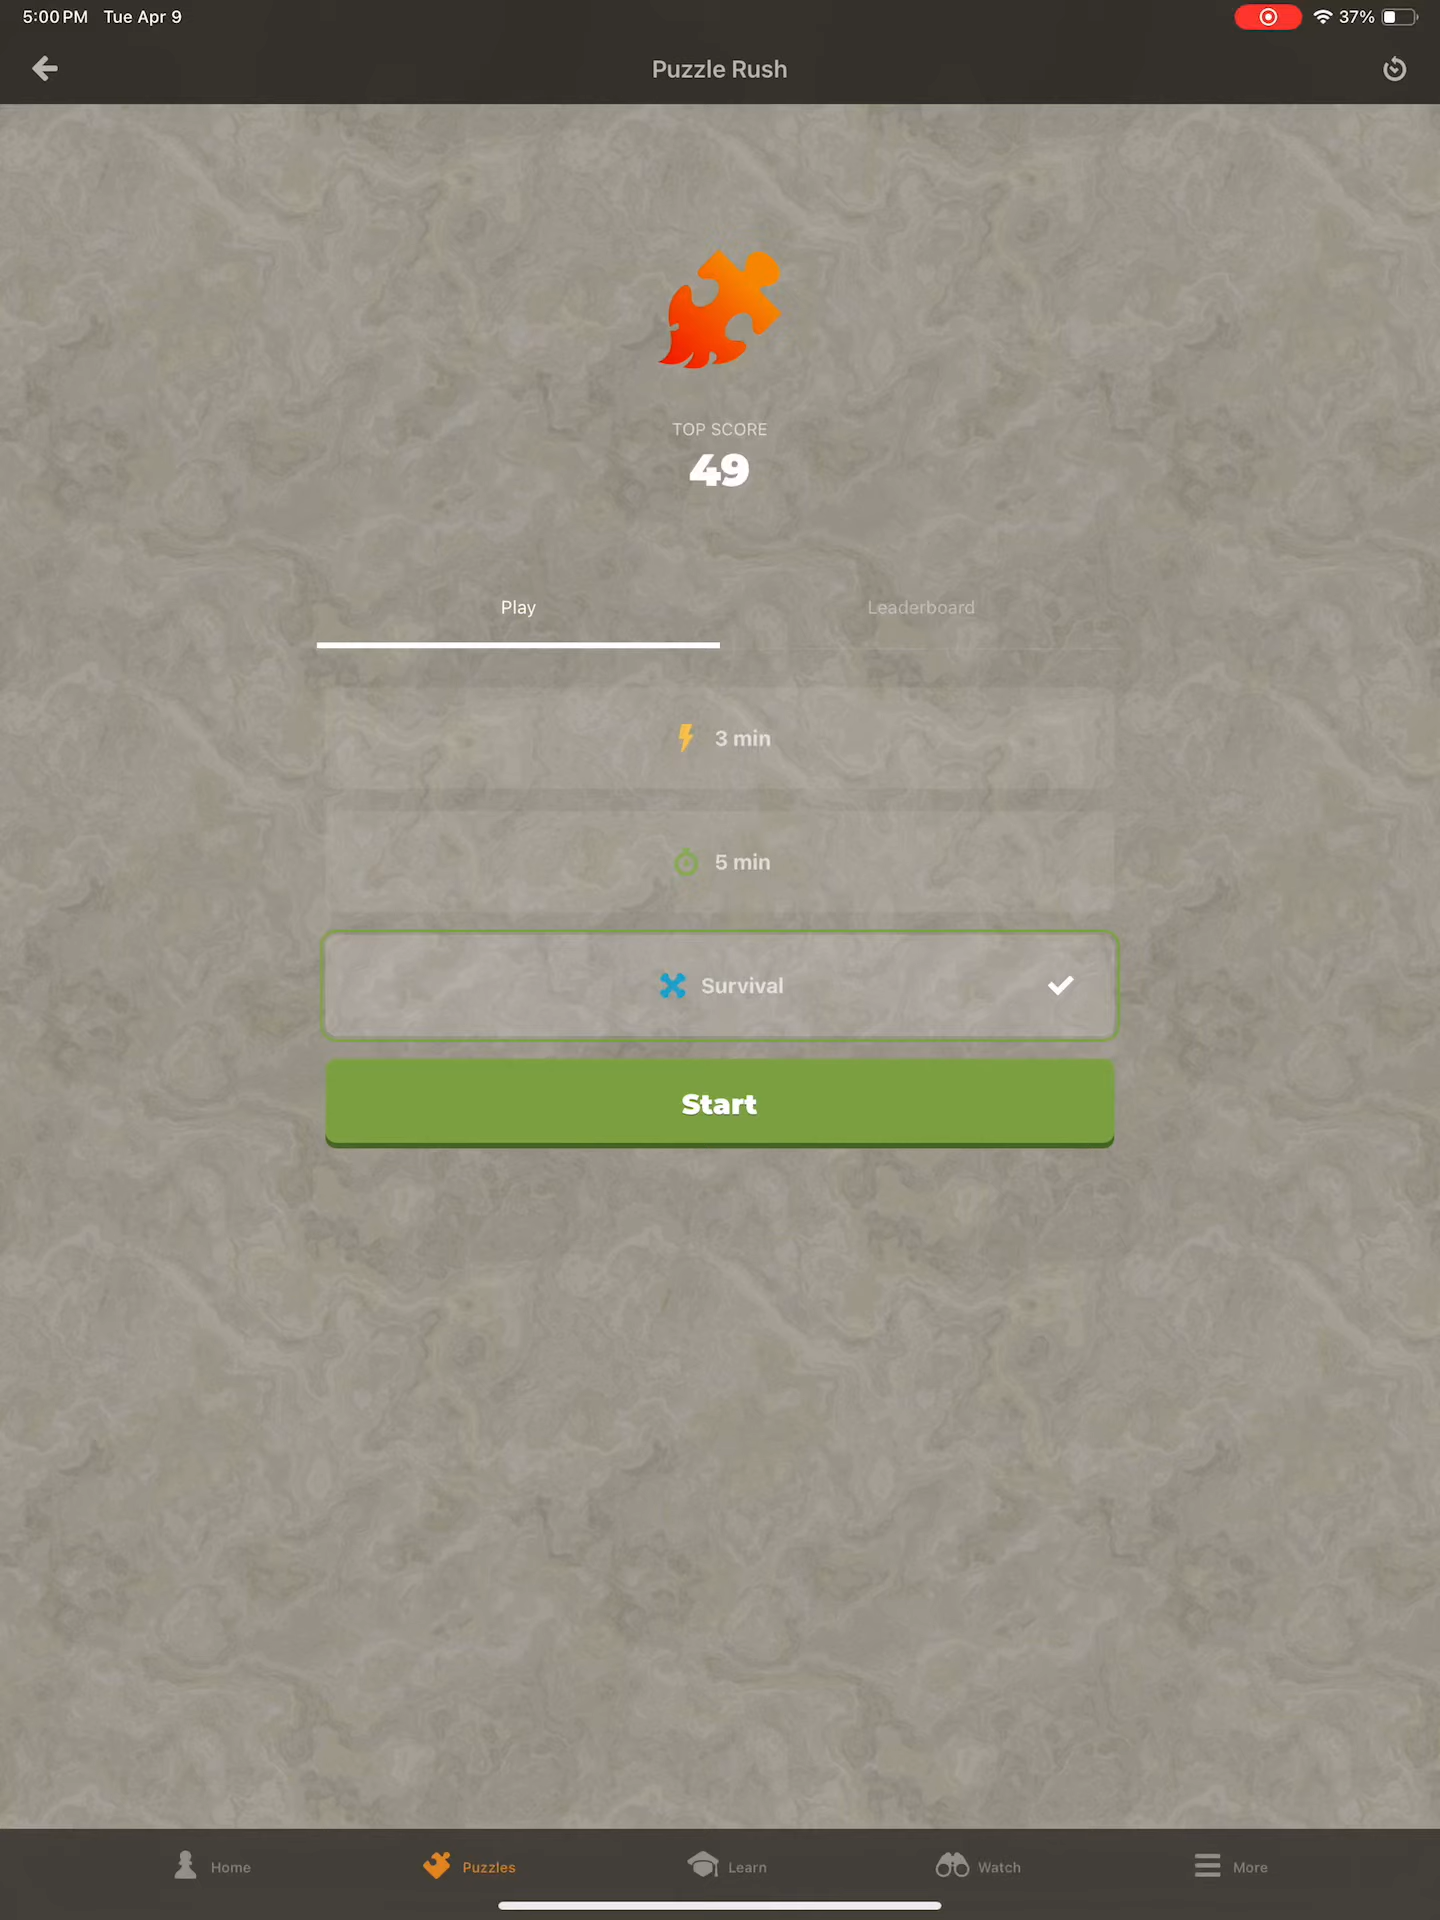 5:00 PM Tue Apr 9
37%
Puzzle Rush
TOP SCORE
49
Play
Leaderboard
3 min
5 min
Survival
Start
Home
Puzzles
Learn
Watch
More